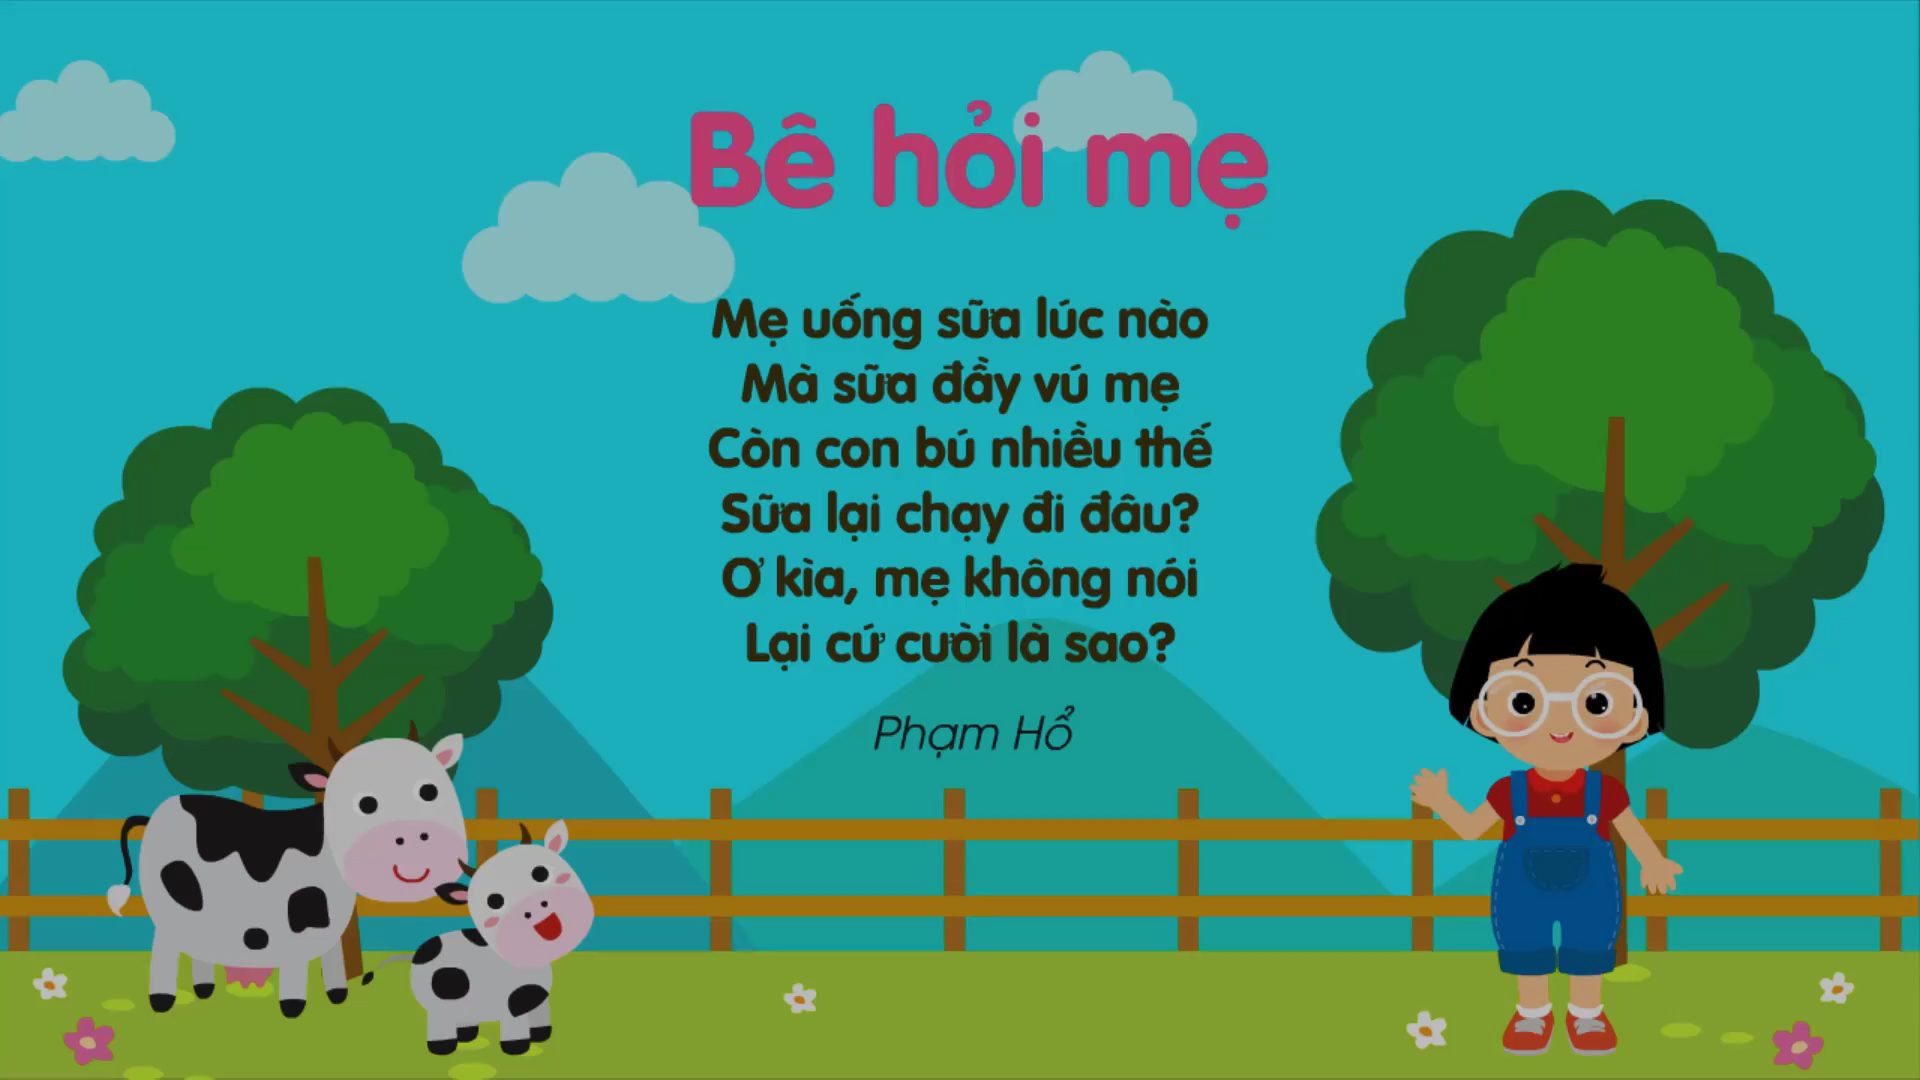 Bê hỏi mẹ
Mẹ uống sữa lúc nào
Mà sữa đầy vú mẹ
Còn con bú nhiều thế
Sữa lại chạy đi đâu?
Ơ kìa, mẹ không nói
Lại cứ cười là sao?
Phạm Hổ